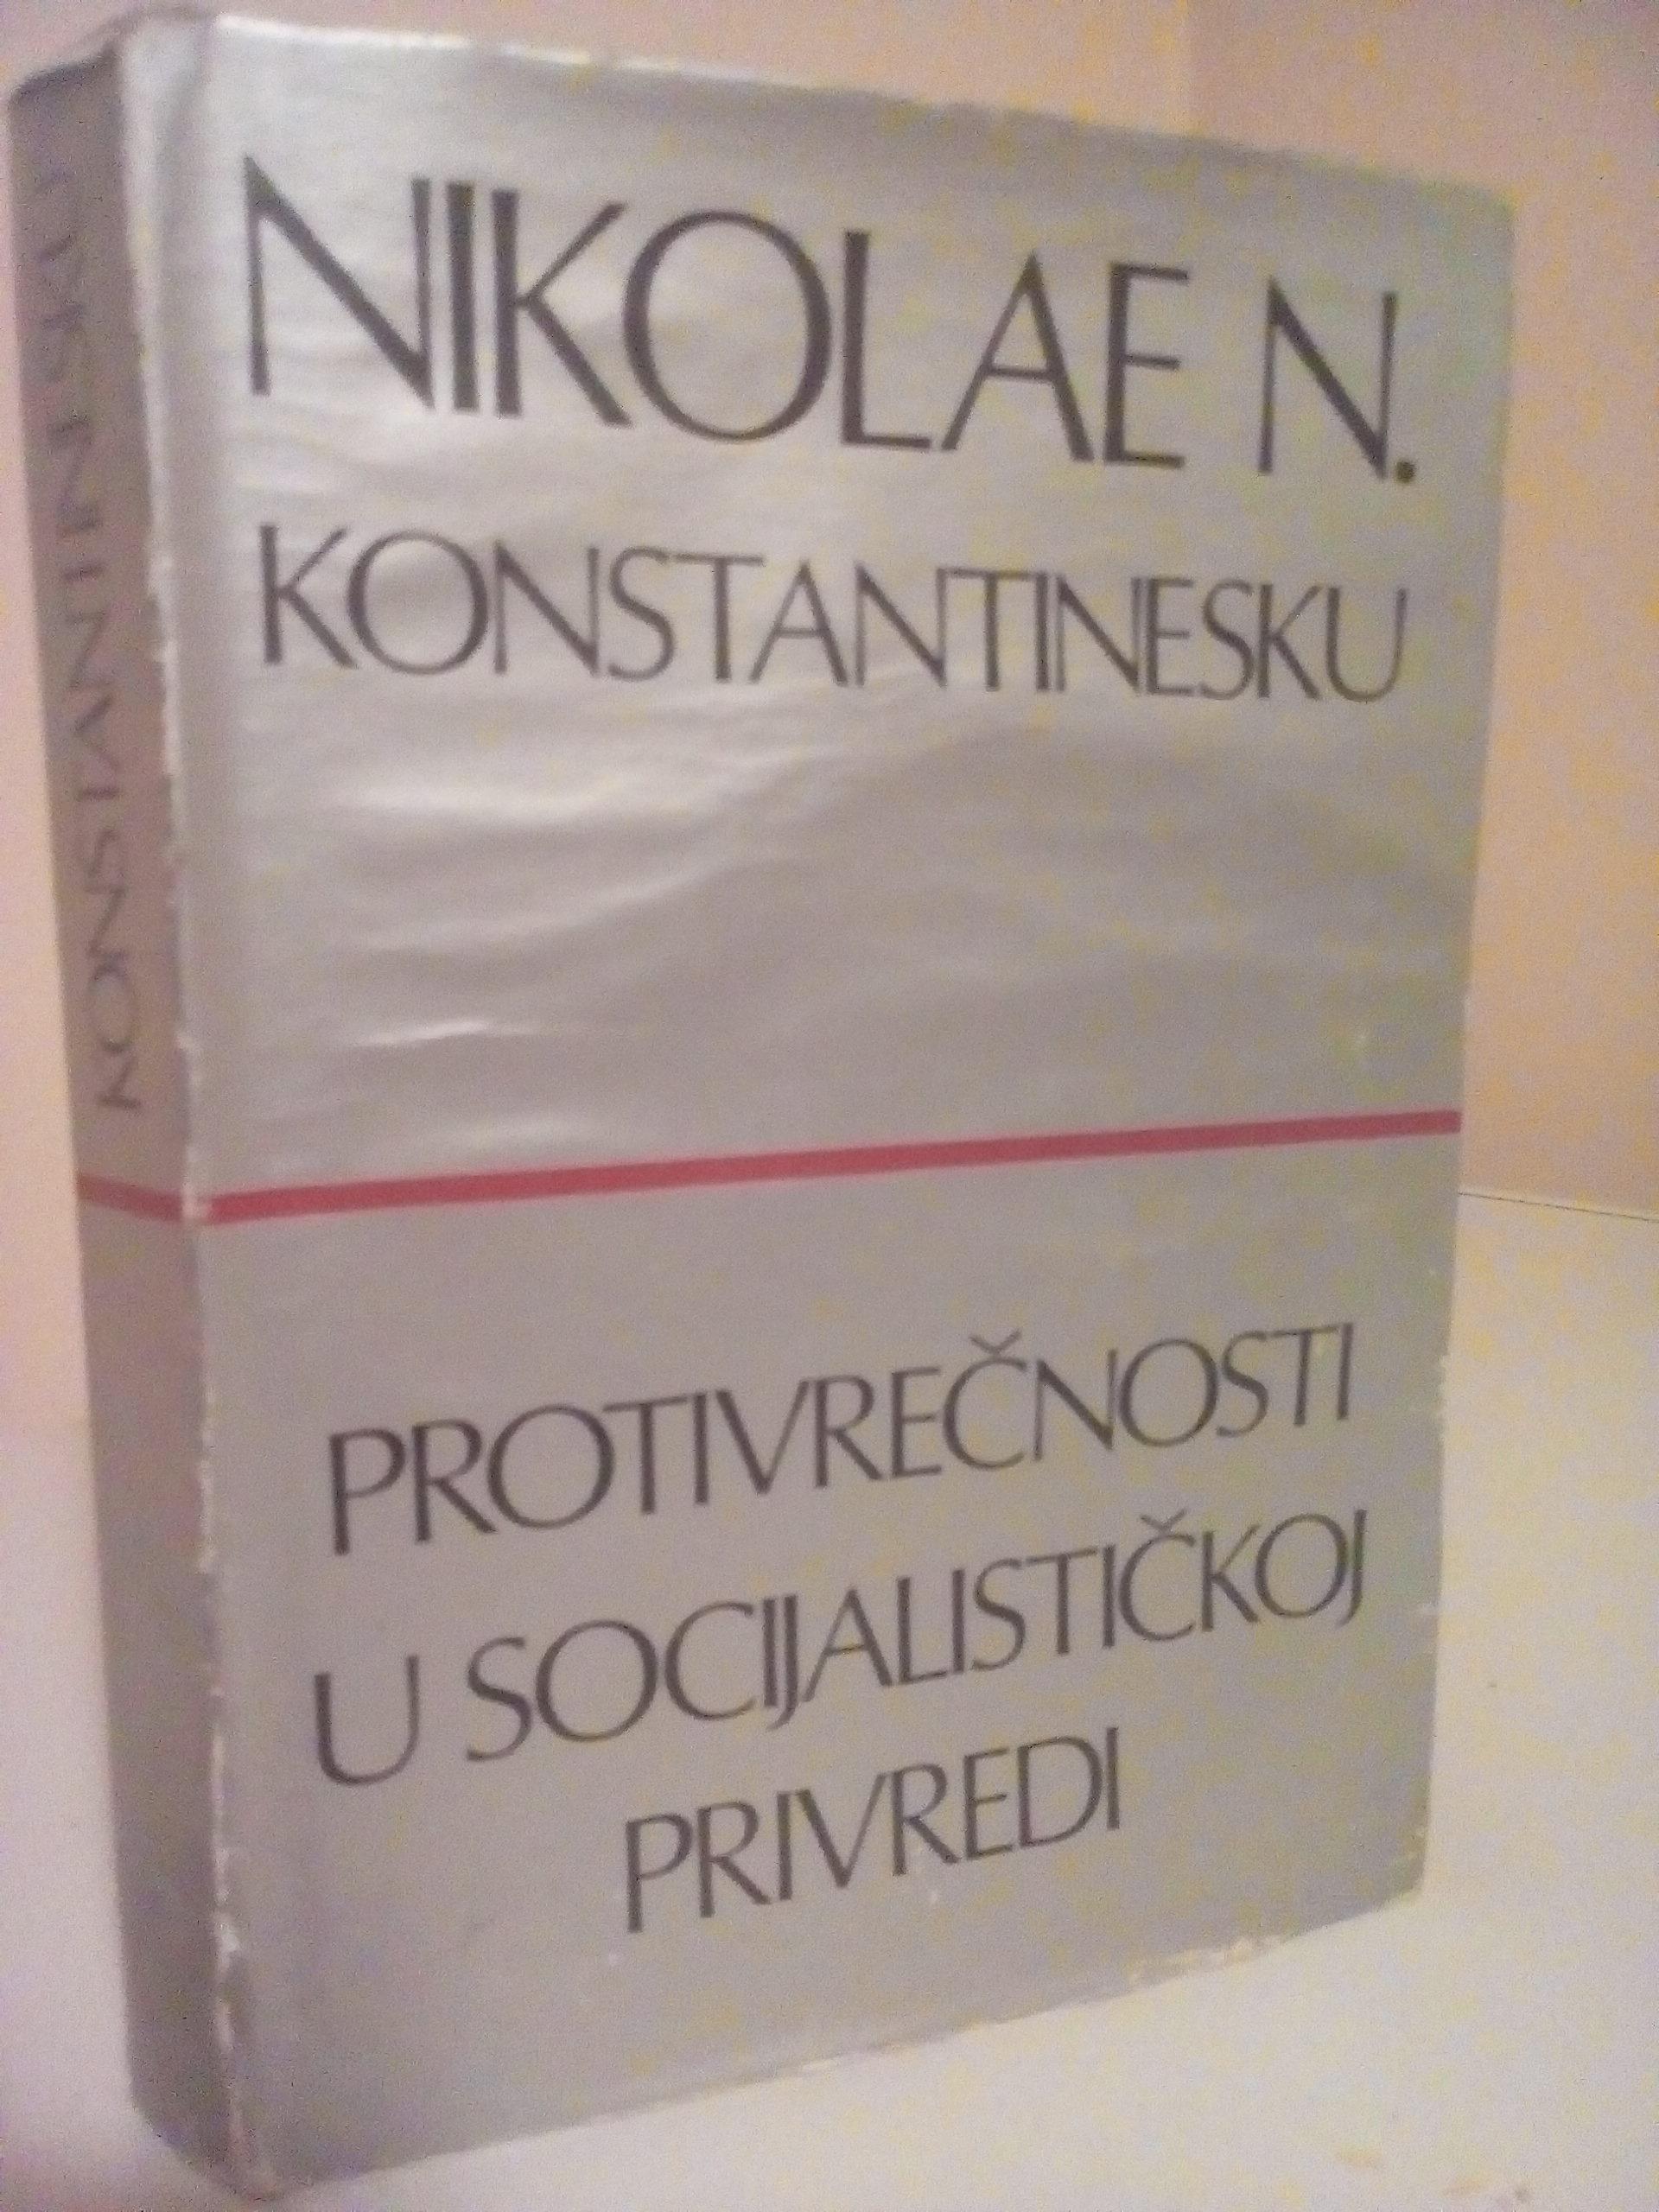 NIKOLAE N.
KONSTANTINESKU
PROTIVREČNOSTI
U SOCIJALISTIČKOJ
PRIVREDI
KONSTANTINESKU